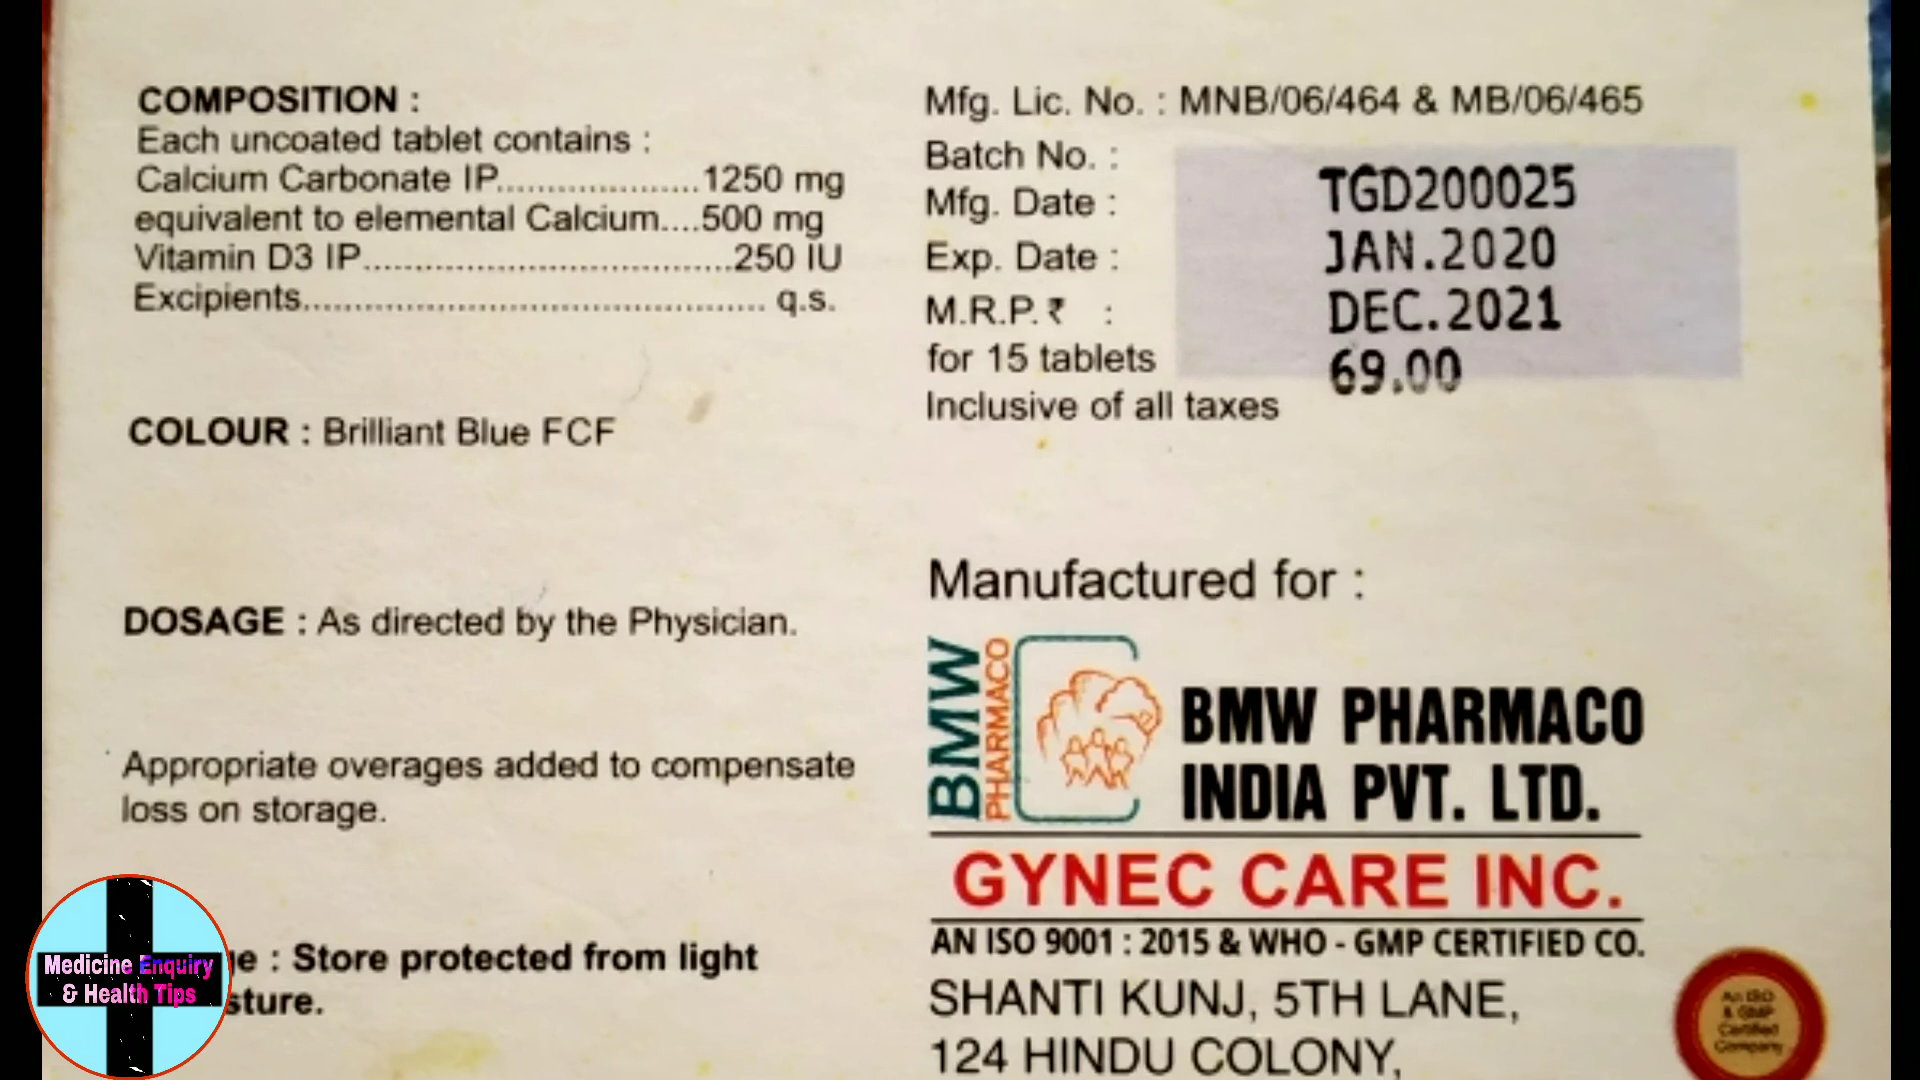 COMPOSITION :
Each uncoated tablet contains :
Calcium Carbonate IP....................1250 mg
equivalent to elemental Calcium....500 mg
Vitamin D3 IP....................................250 IU
Excipients............................................. q.s.
COLOUR : Brilliant Blue FCF
DOSAGE : As directed by the Physician.
Appropriate overages added to compensate
loss on storage.
e : Store protected from light
sture.
Medicine Enquiry
& Health Tips
Mfg. Lic. No. : MNB/06/464 & MB/06/465
Batch No. :
Mfg. Date :
Exp. Date :
M.R.P.₹ :
for 15 tablets
Inclusive of all taxes
TGD200025
JAN.2020
DEC.2021
69.00
Manufactured for :
BMW
PHARMACO
BMW PHARMACO
INDIA PVT. LTD.
GYNEC CARE INC.
AN ISO 9001 : 2015 & WHO - GMP CERTIFIED CO.
SHANTI KUNJ, 5TH LANE,
124 HINDU COLONY,
An ISO
& GMP
Certified
Company